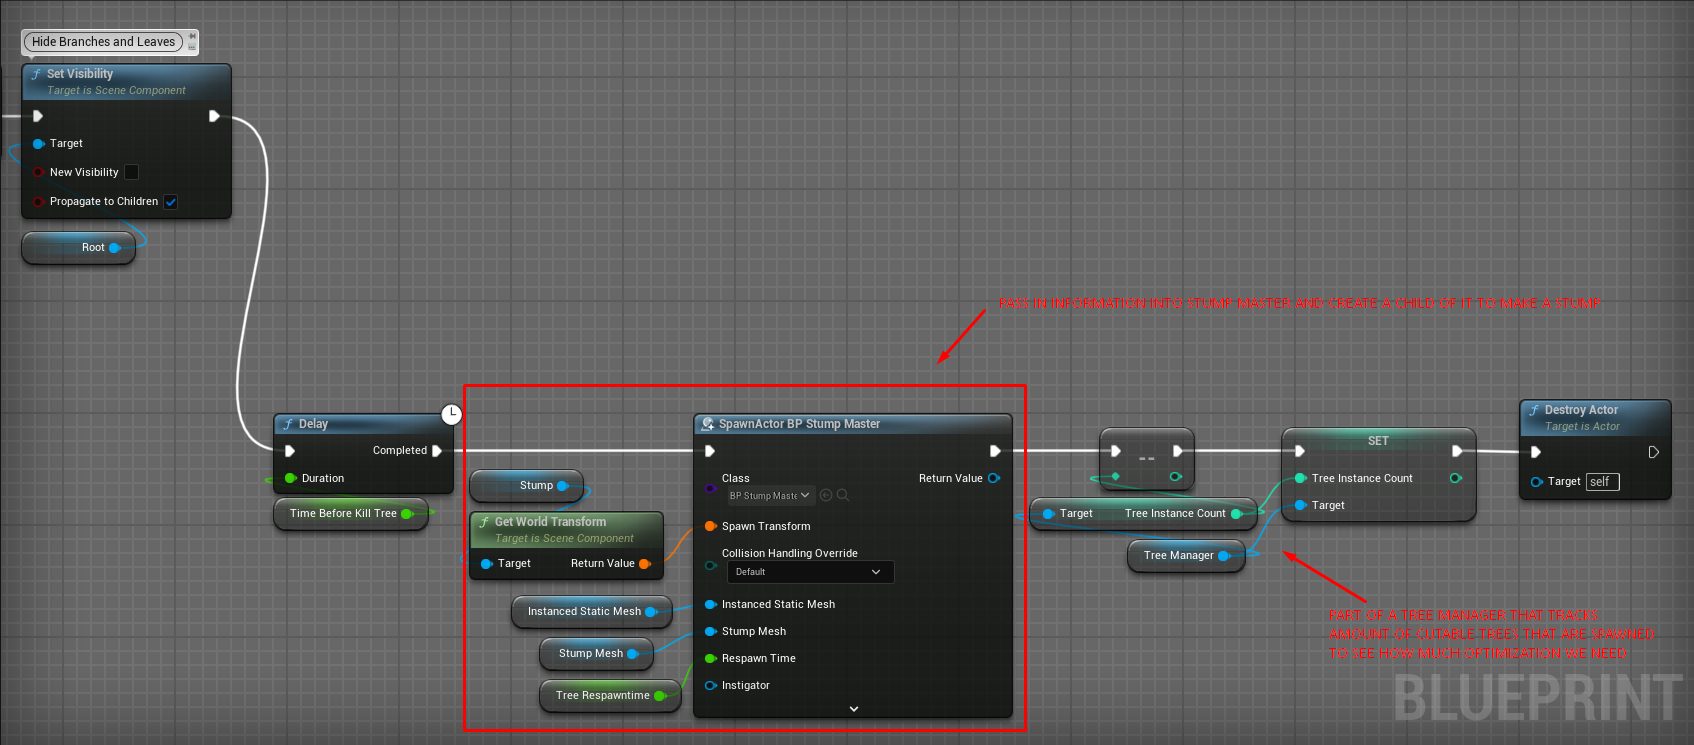 Hide Branches and Leaves
Set Visibility
Target is Scene Component
Target
New Visibility
Propagate to Children
Root
PASS IN INFORMATION INTO STUMP MASTER AND CREATE A CHILD OF IT TO MAKE A STUMP
Delay
Completed
Duration
Time Before Kill Tree
Stump
Get World Transform
Target is Scene Component
Target Return Value
Instanced Static Mesh
Stump Mesh
Tree Respawntime
SpawnActor BP Stump Master
Class Return Value
BP Stump Maste
Spawn Transform
Collision Handling Override
Default
Instanced Static Mesh
Stump Mesh
Respawn Time
Instigator
--
Target Tree Instance Count
Tree Manager
SET
Tree Instance Count
Target
Destroy Actor
Target is Actor
Target self
PART OF A TREE MANAGER THAT TRACKS
AMOUNT OF CUTABLE TREES THAT ARE SPAWNED
TO SEE HOW MUCH OPTIMIZATION WE NEED
BLUEPRINT